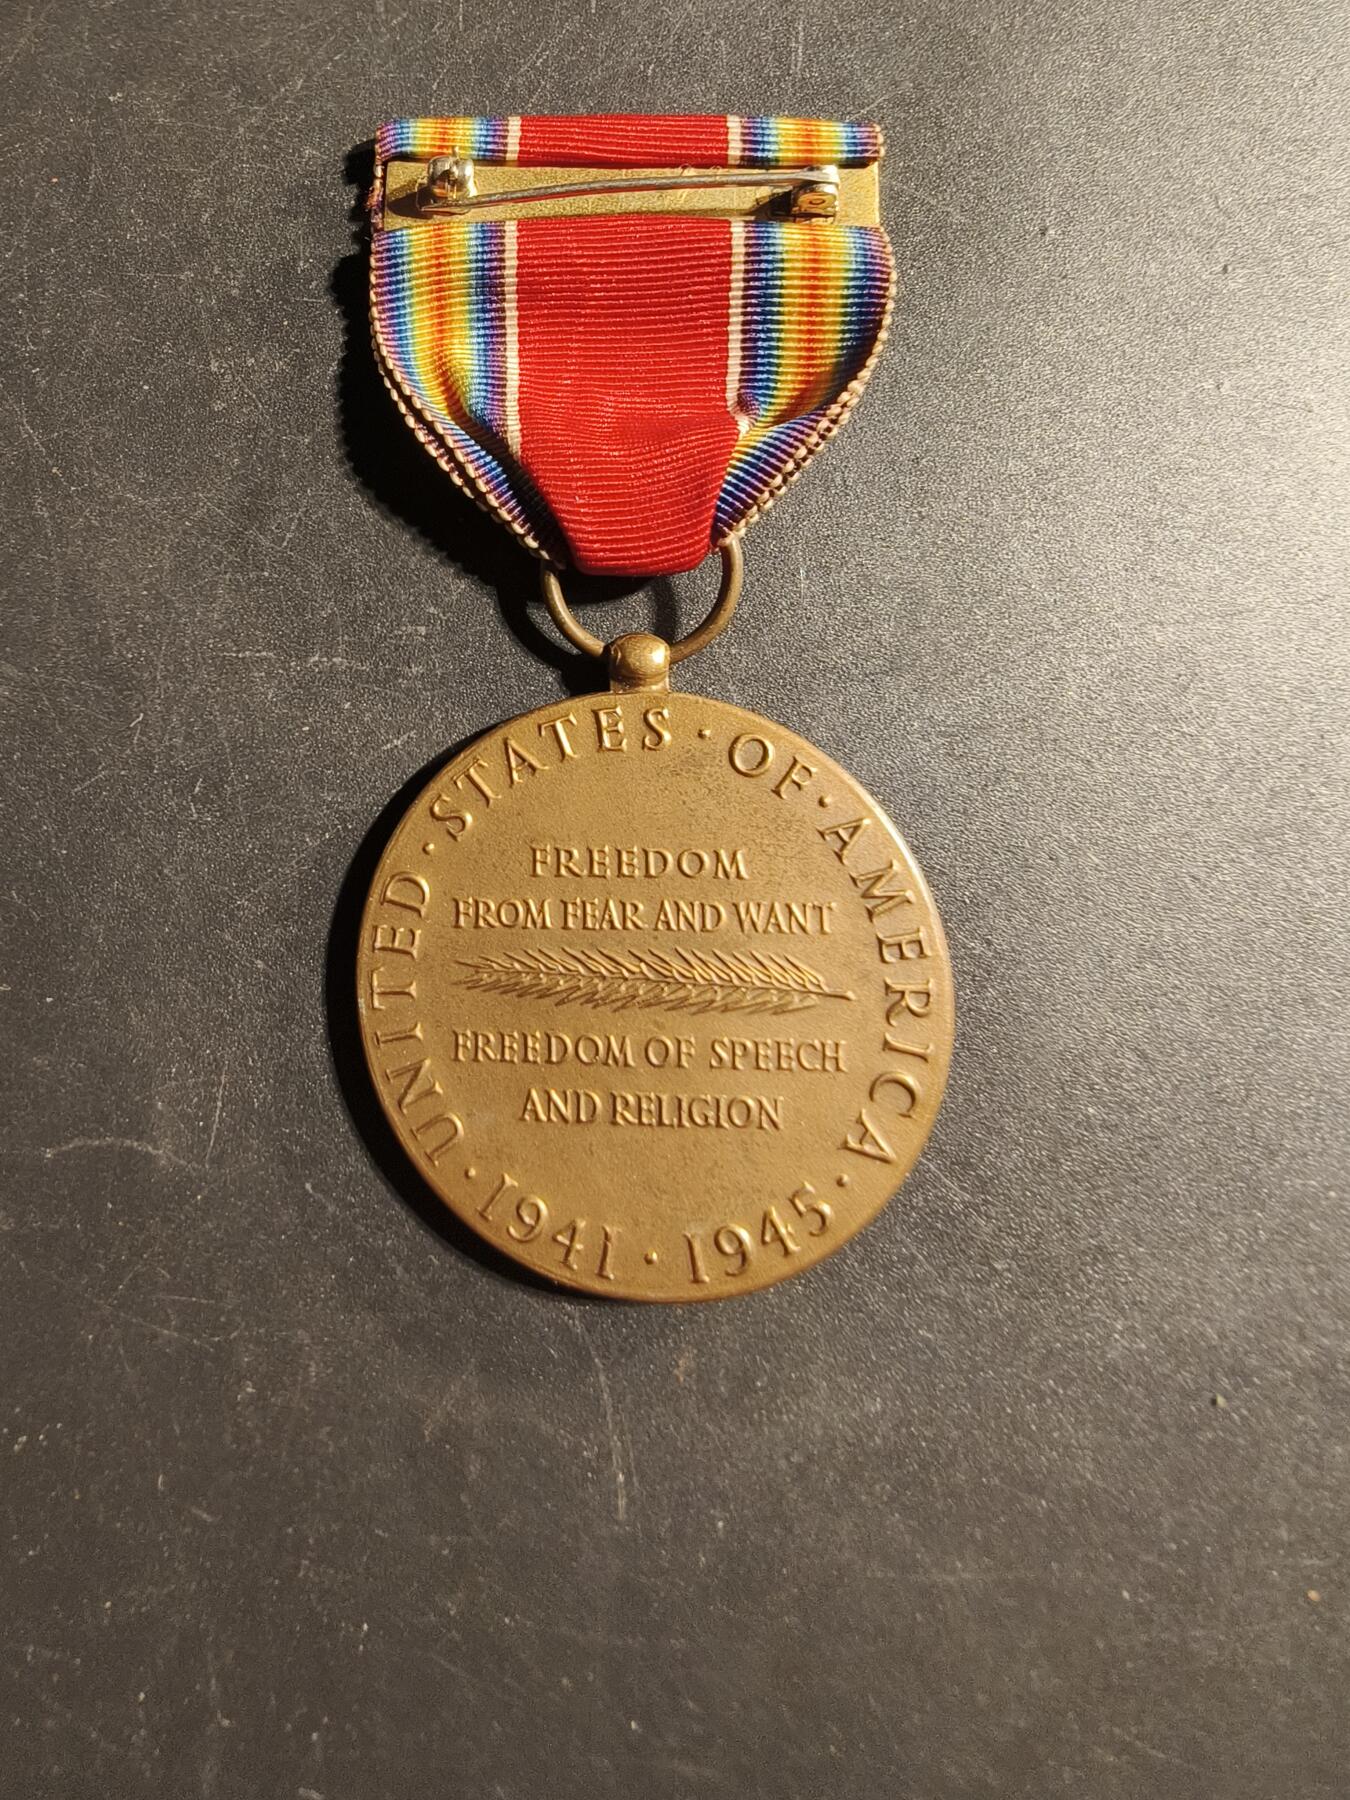 UNITED · STATES · OF · AMERICA ·
FREEDOM
FROM FEAR AND WANT
FREEDOM OF SPEECH
AND RELIGION
· 1941 · 1945 ·